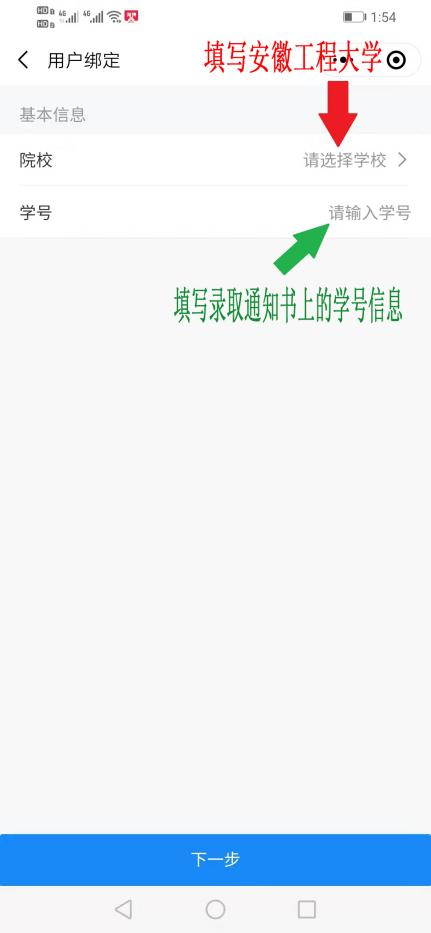 1:54
用户绑定
填写安徽工程大学
基本信息
院校
请选择学校
学号
请输入学号
填写录取通知书上的学号信息
下一步